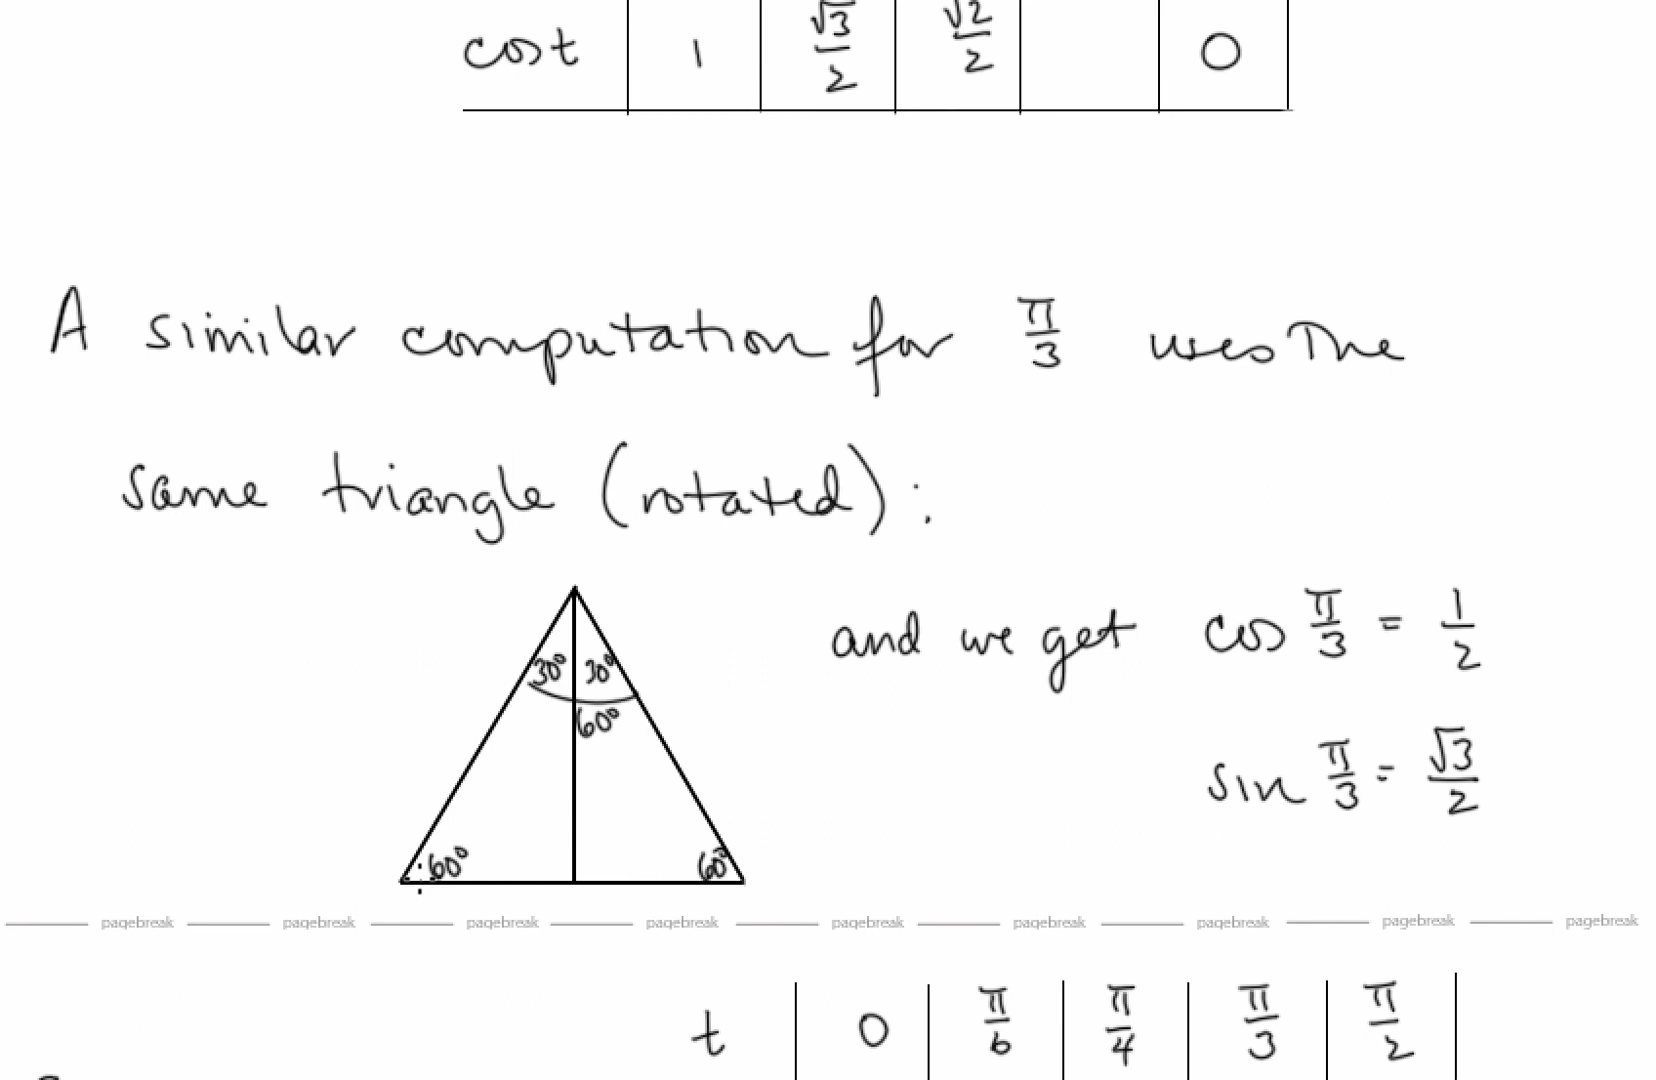 cos t 1 √3/2 √2/2 0
A similar computation for π/3 uses the
same triangle (rotated):
and we get cos π/3 = 1/2
30° 30°
60°
sin π/3 = √3/2
60° 60°
pagebreak pagebreak pagebreak pagebreak pagebreak pagebreak pagebreak pagebreak pagebreak
t 0 π/6 π/4 π/3 π/2